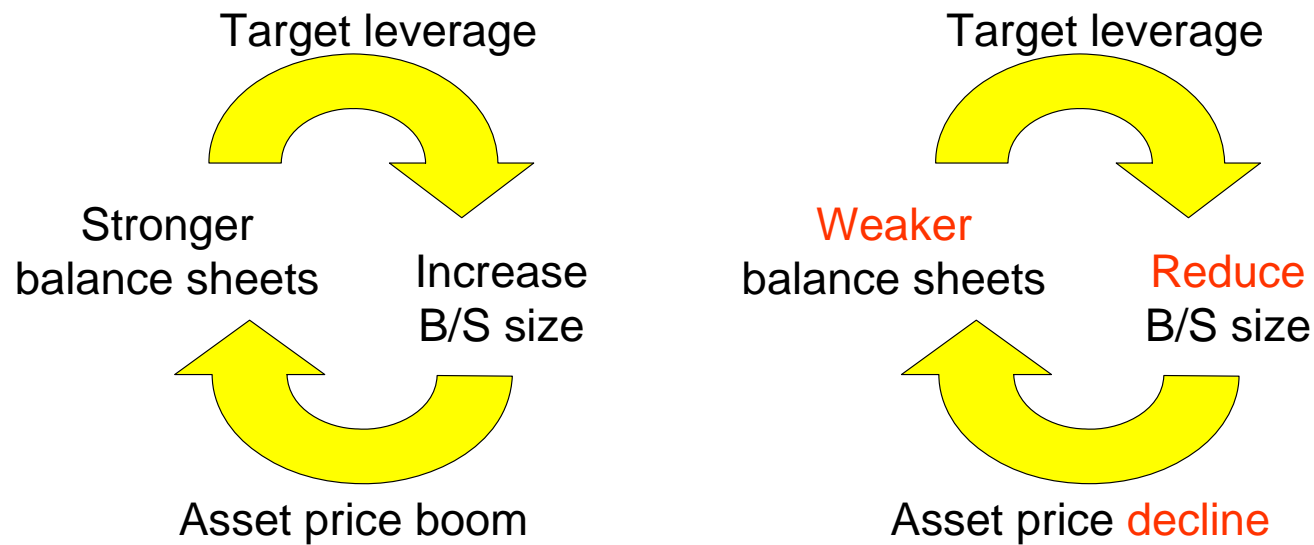 Target leverage
Stronger
balance sheets
Increase
B/S size
Asset price boom
Target leverage
Weaker
balance sheets
Reduce
B/S size
Asset price decline